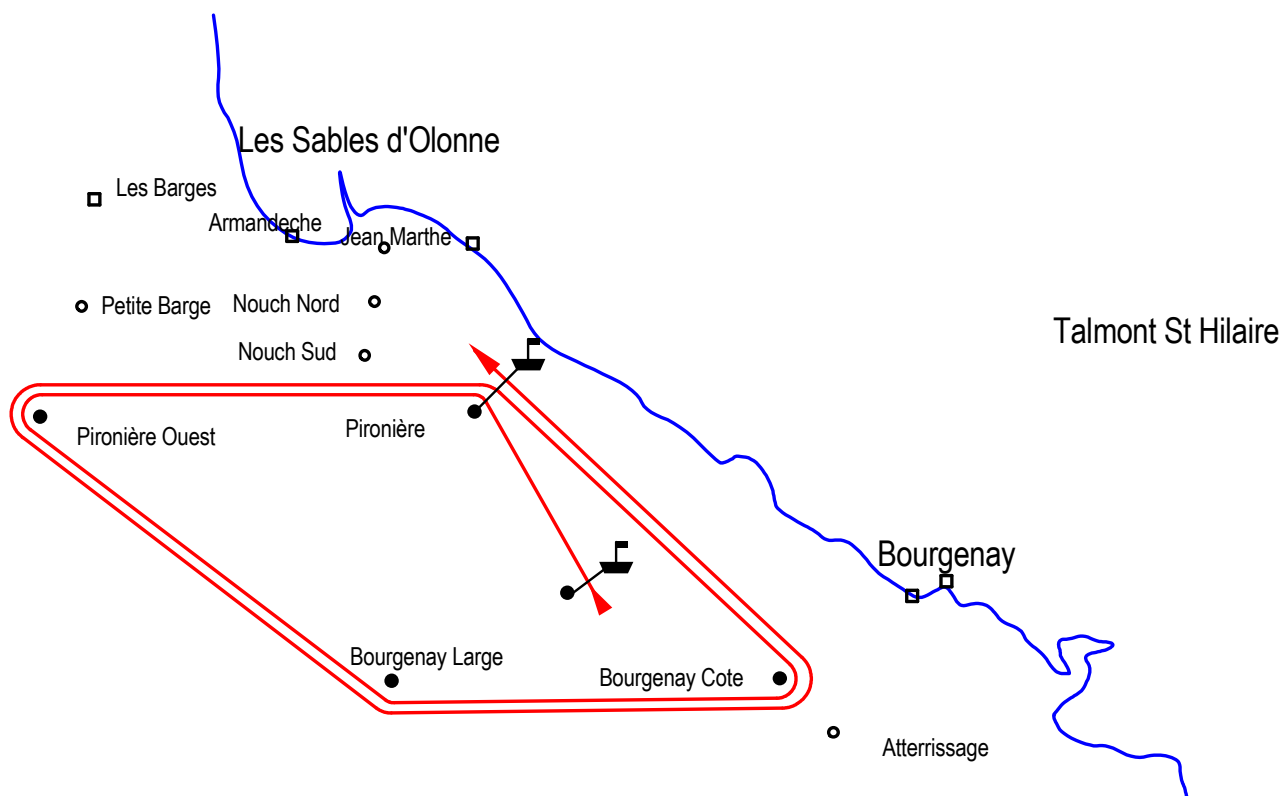 Les Sables d'Olonne
Les Barges
Armandeche
Jean Marthe
Petite Barge
Nouch Nord
Talmont St Hilaire
Nouch Sud
Pironière Ouest
Pironière
Bourgenay
Bourgenay Large
Bourgenay Cote
Atterrissage